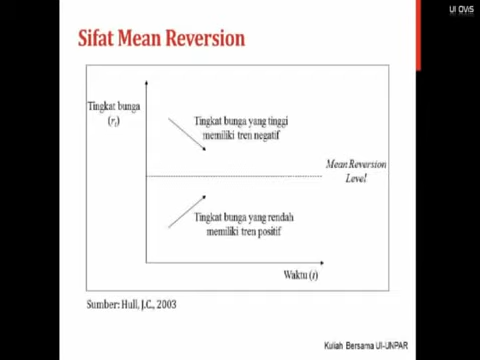 UI OVIS
Sifat Mean Reversion
Tingkat bunga
(rt)
Tingkat bunga yang tinggi
memiliki tren negatif
Mean Reversion
Level
Tingkat bunga yang rendah
memiliki tren positif
Waktu (t)
Sumber: Hull, J.C., 2003
Kuliah Bersama UI-UNPAR